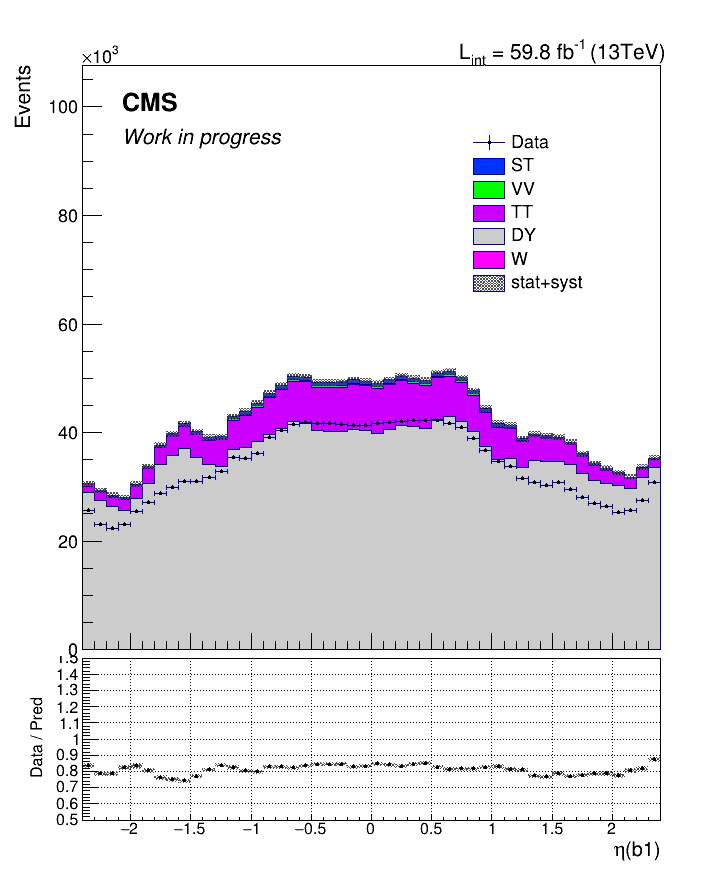 ×10³
L_int = 59.8 fb⁻¹ (13TeV)
Events
CMS
Work in progress
Data
ST
VV
TT
DY
W
stat+syst
100
80
60
40
20
0
Data / Pred
1.5
1.4
1.3
1.2
1.1
1
0.9
0.8
0.7
0.6
0.5
−2
−1.5
−1
−0.5
0
0.5
1
1.5
2
η(b1)